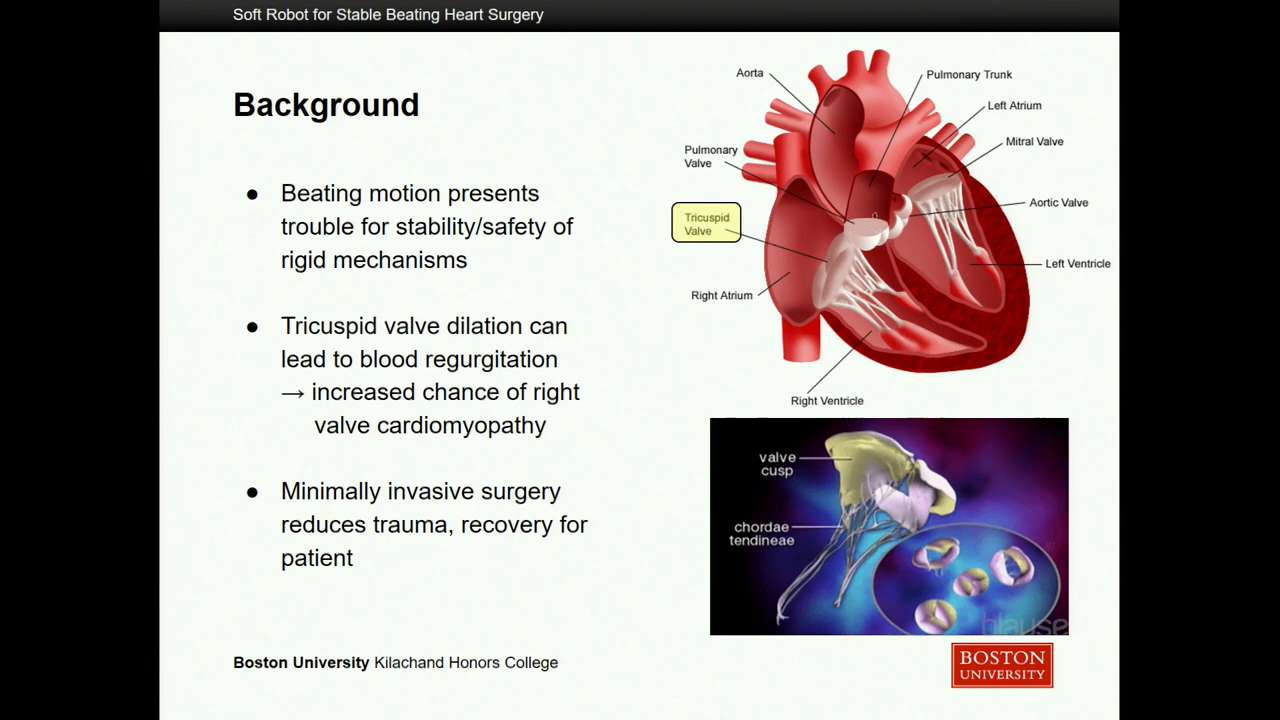 Soft Robot for Stable Beating Heart Surgery
Background
● Beating motion presents
trouble for stability/safety of
rigid mechanisms
● Tricuspid valve dilation can
lead to blood regurgitation
→ increased chance of right
valve cardiomyopathy
● Minimally invasive surgery
reduces trauma, recovery for
patient
Aorta
Pulmonary Trunk
Left Atrium
Mitral Valve
Pulmonary
Valve
Aortic Valve
Tricuspid
Valve
Left Ventricle
Right Atrium
Right Ventricle
valve
cusp
chordae
tendineae
Boston University Kilachand Honors College
BOSTON
UNIVERSITY